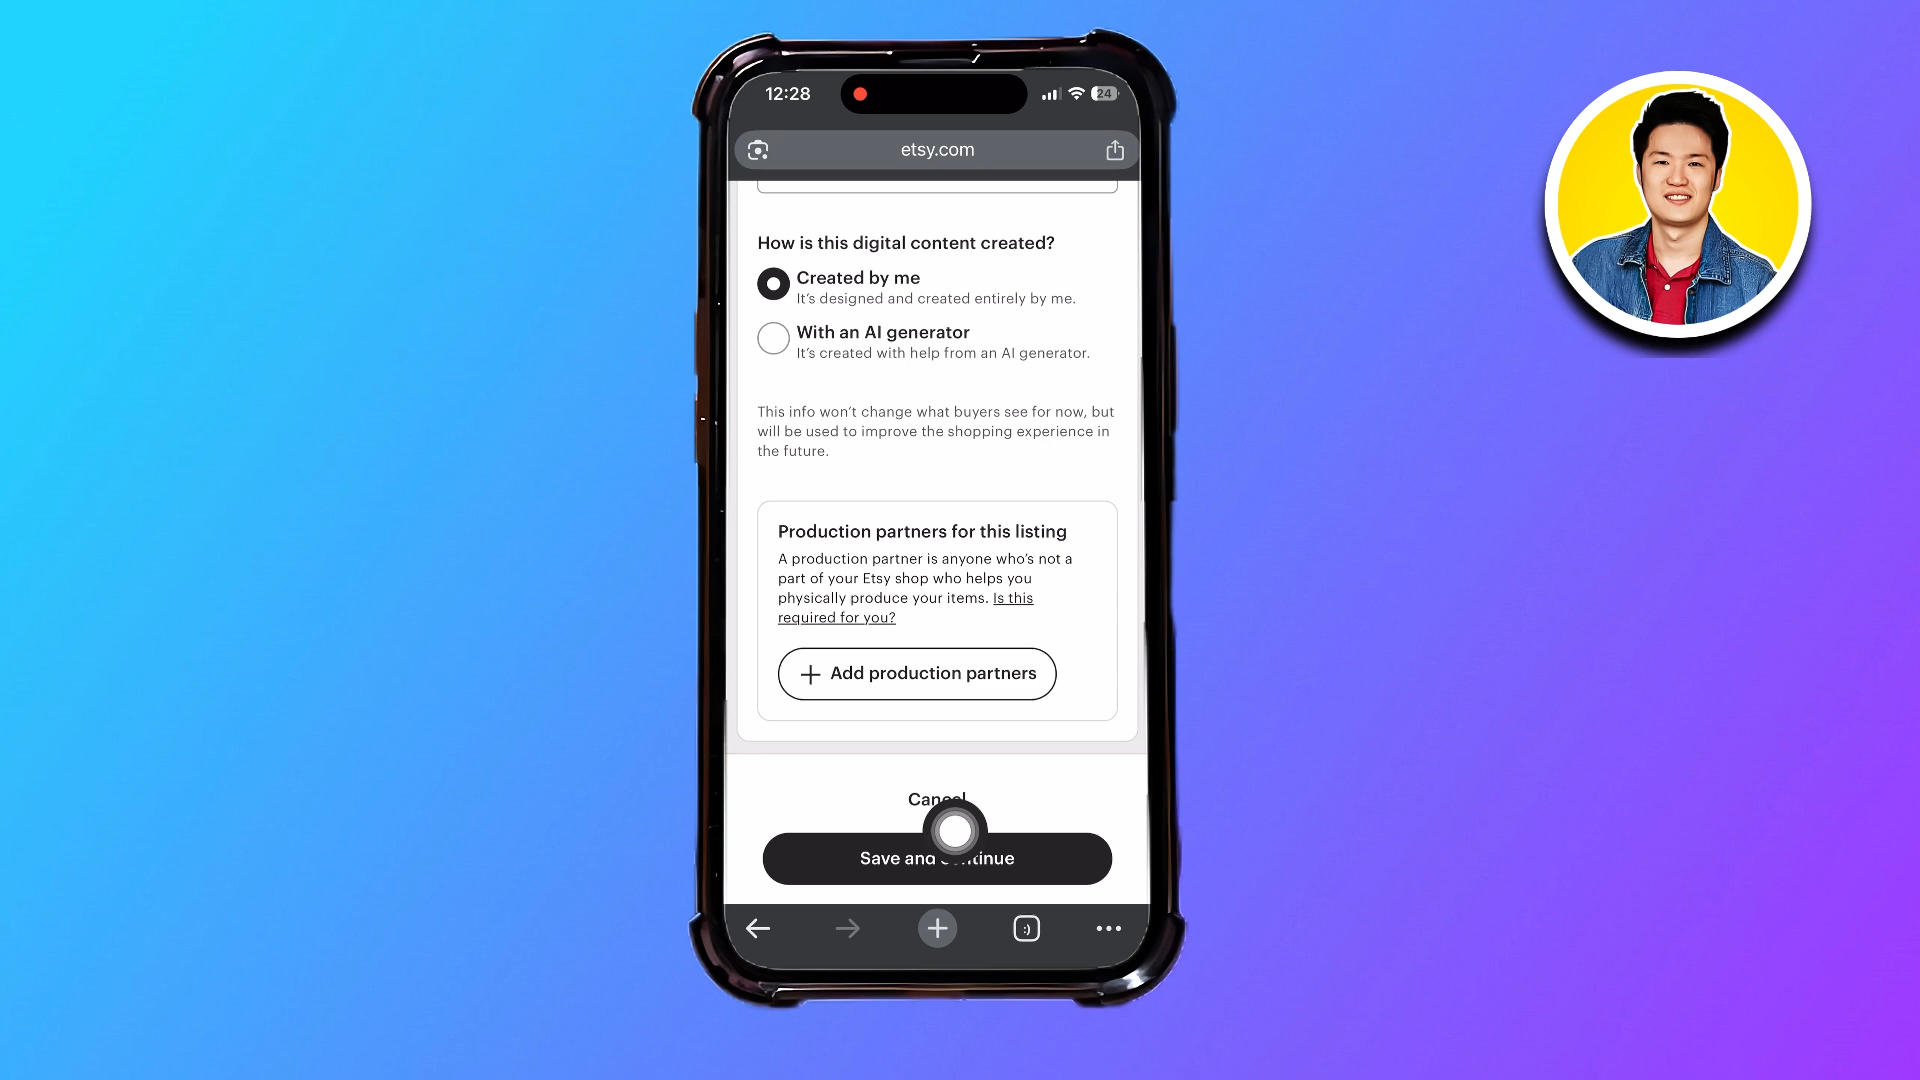 12:28
24
etsy.com
How is this digital content created?
Created by me
It's designed and created entirely by me.
With an AI generator
It's created with help from an AI generator.
This info won't change what buyers see for now, but
will be used to improve the shopping experience in
the future.
Production partners for this listing
A production partner is anyone who's not a
part of your Etsy shop who helps you
physically produce your items. Is this
required for you?
Add production partners
Cancel
Save and continue
:)